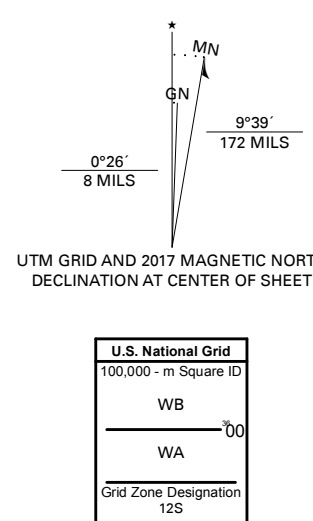 ★
MN
GN
9°39´
172 MILS
0°26´
8 MILS
UTM GRID AND 2017 MAGNETIC NORT
DECLINATION AT CENTER OF SHEET
U.S. National Grid
100,000 - m Square ID
WB
3600
WA
Grid Zone Designation
12S